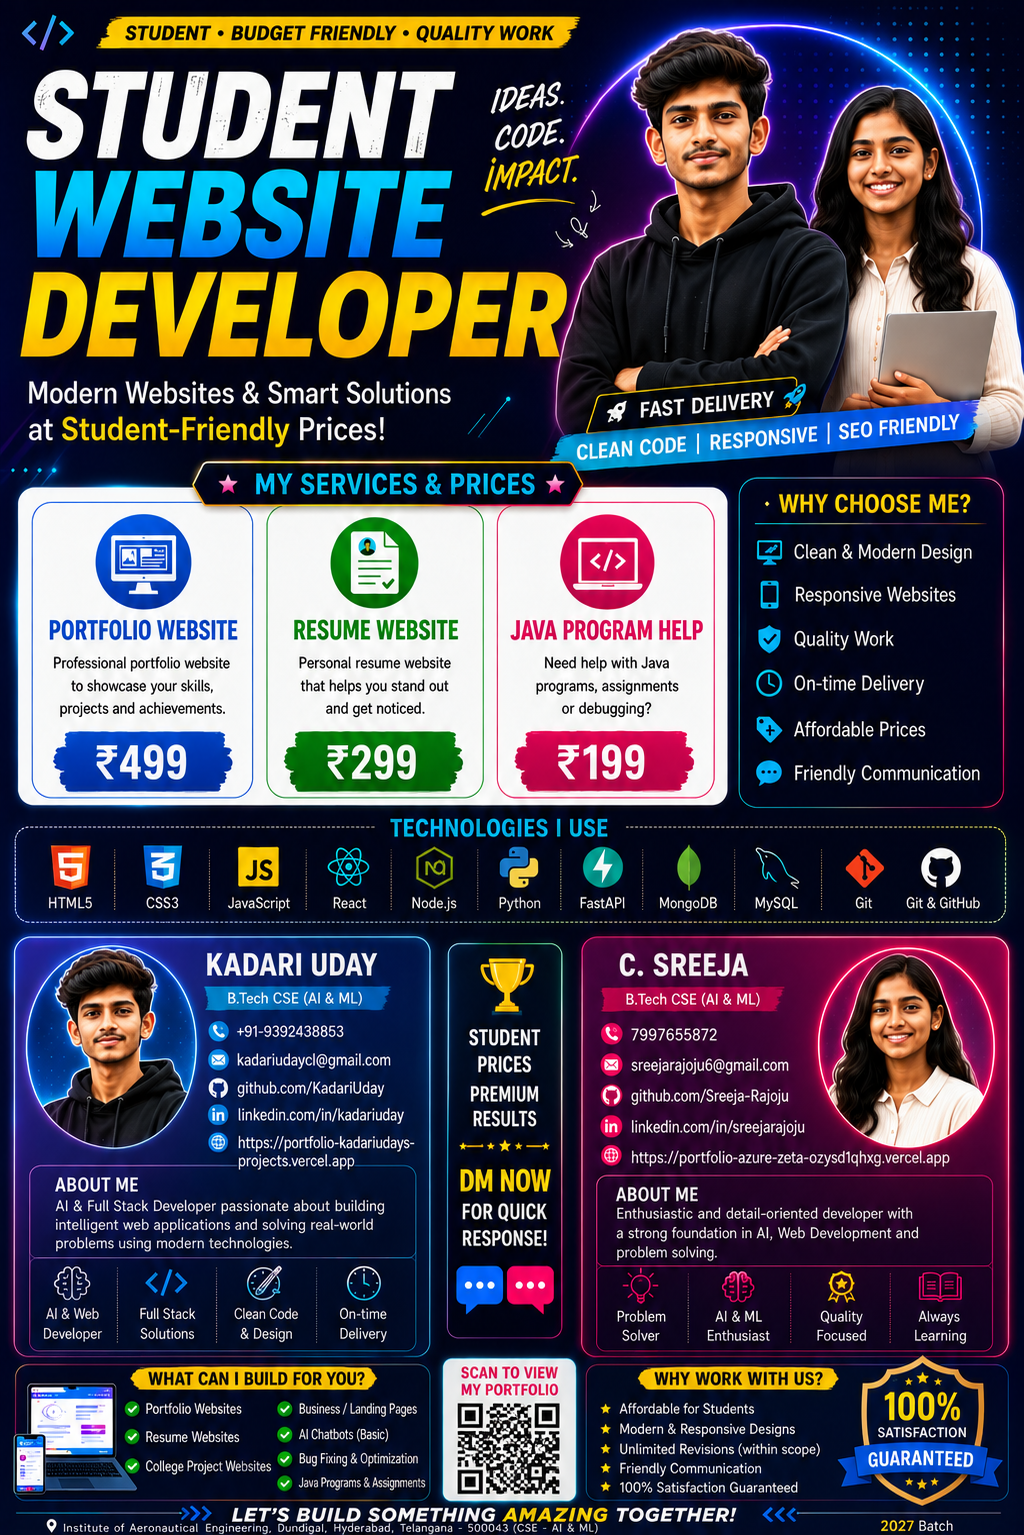 </>
STUDENT • BUDGET FRIENDLY • QUALITY WORK
STUDENT
WEBSITE
DEVELOPER
IDEAS.
CODE.
IMPACT.
Modern Websites & Smart Solutions
at Student-Friendly Prices!
FAST DELIVERY
CLEAN CODE | RESPONSIVE | SEO FRIENDLY
MY SERVICES & PRICES
PORTFOLIO WEBSITE
Professional portfolio website
to showcase your skills,
projects and achievements.
₹499
RESUME WEBSITE
Personal resume website
that helps you stand out
and get noticed.
₹299
</>
JAVA PROGRAM HELP
Need help with Java
programs, assignments
or debugging?
₹199
· WHY CHOOSE ME?
Clean & Modern Design
Responsive Websites
Quality Work
On-time Delivery
Affordable Prices
Friendly Communication
TECHNOLOGIES I USE
5
HTML5
3
CSS3
JS
JavaScript
React
Node.js
Python
FastAPI
MongoDB
MySQL
Git
Git & GitHub
KADARI UDAY
B.Tech CSE (AI & ML)
+91-9392438853
kadariudaycl@gmail.com
github.com/KadariUday
in linkedin.com/in/kadariuday
https://portfolio-kadariudays-
projects.vercel.app
ABOUT ME
AI & Full Stack Developer passionate about building
intelligent web applications and solving real-world
problems using modern technologies.
AI & Web
Developer
</>
Full Stack
Solutions
Clean Code
& Design
On-time
Delivery
STUDENT
PRICES
PREMIUM
RESULTS
DM NOW
FOR QUICK
RESPONSE!
C. SREEJA
B.Tech CSE (AI & ML)
7997655872
sreejarajoju6@gmail.com
github.com/Sreeja-Rajoju
in linkedin.com/in/sreejarajoju
https://portfolio-azure-zeta-ozysd1qhxg.vercel.app
ABOUT ME
Enthusiastic and detail-oriented developer with
a strong foundation in AI, Web Development and
problem solving.
Problem
Solver
AI & ML
Enthusiast
Quality
Focused
Always
Learning
WHAT CAN I BUILD FOR YOU?
Portfolio Websites
Resume Websites
College Project Websites
Business / Landing Pages
AI Chatbots (Basic)
Bug Fixing & Optimization
Java Programs & Assignments
SCAN TO VIEW
MY PORTFOLIO
WHY WORK WITH US?
Affordable for Students
Modern & Responsive Designs
Unlimited Revisions (within scope)
Friendly Communication
100% Satisfaction Guaranteed
100%
SATISFACTION
GUARANTEED
LET'S BUILD SOMETHING AMAZING TOGETHER!
Institute of Aeronautical Engineering, Dundigal, Hyderabad, Telangana - 500043 (CSE - AI & ML)
2027 Batch